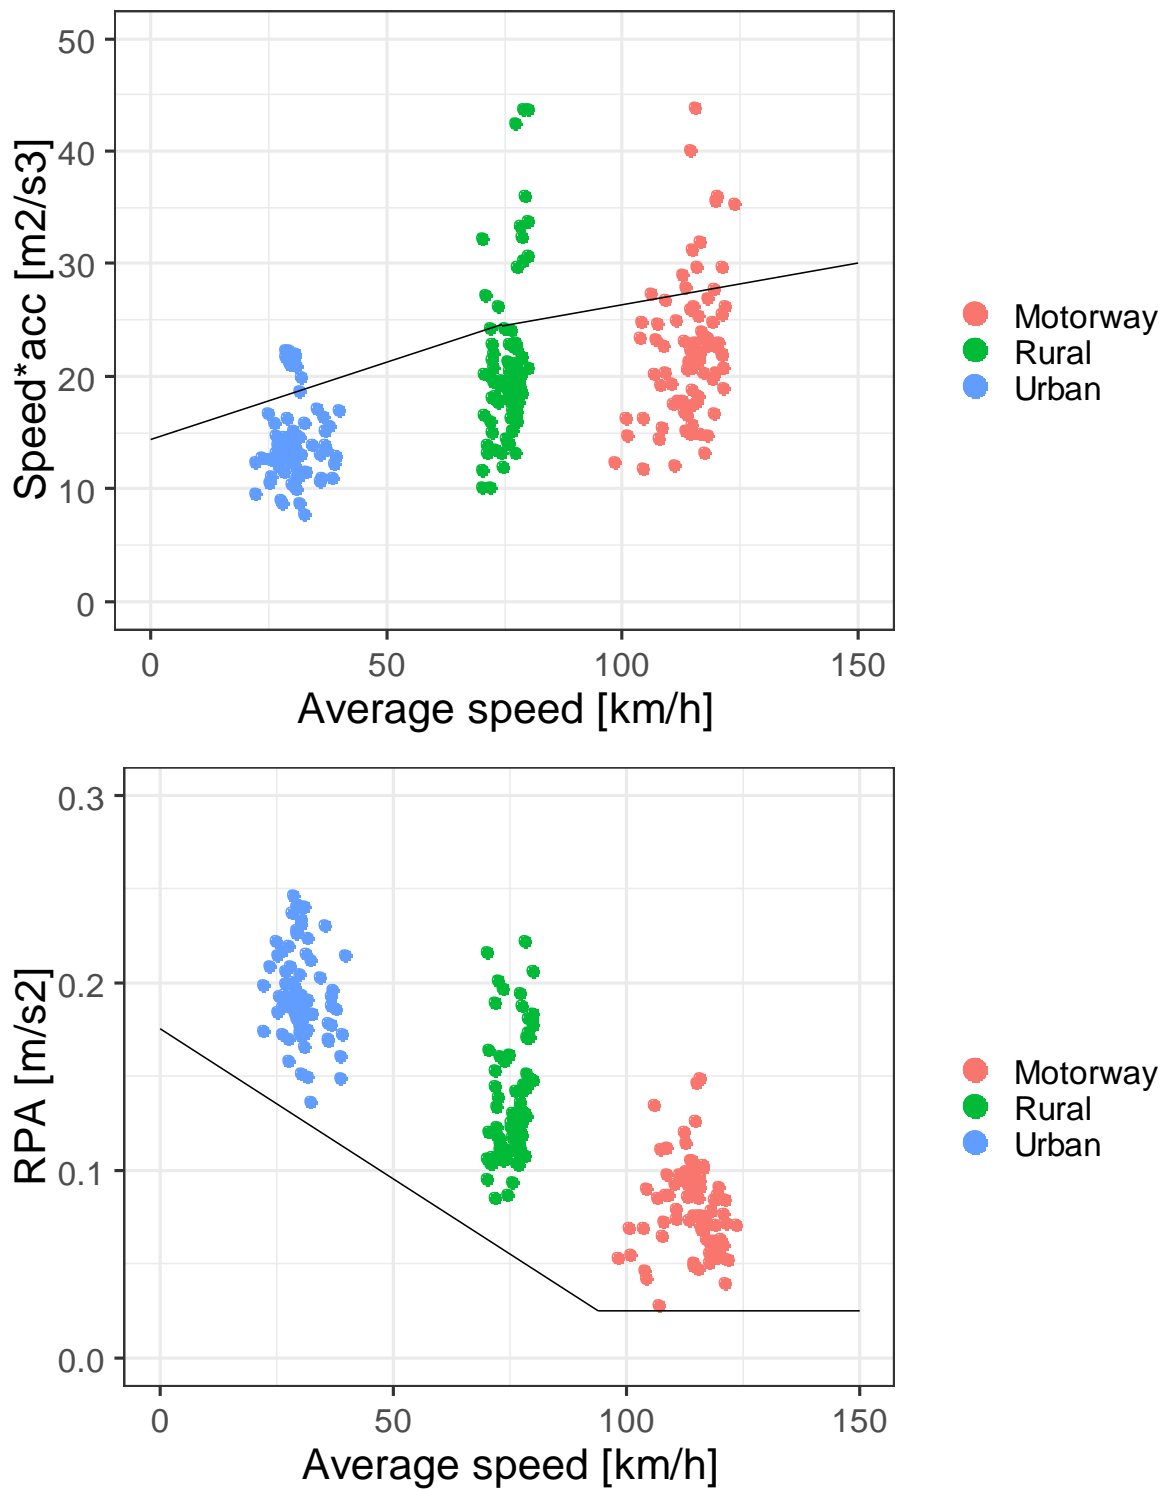 50
40
30
20
10
0
Speed*acc [m2/s3]
0 50 100 150
Average speed [km/h]
Motorway
Rural
Urban
0.3
0.2
0.1
0.0
RPA [m/s2]
0 50 100 150
Average speed [km/h]
Motorway
Rural
Urban